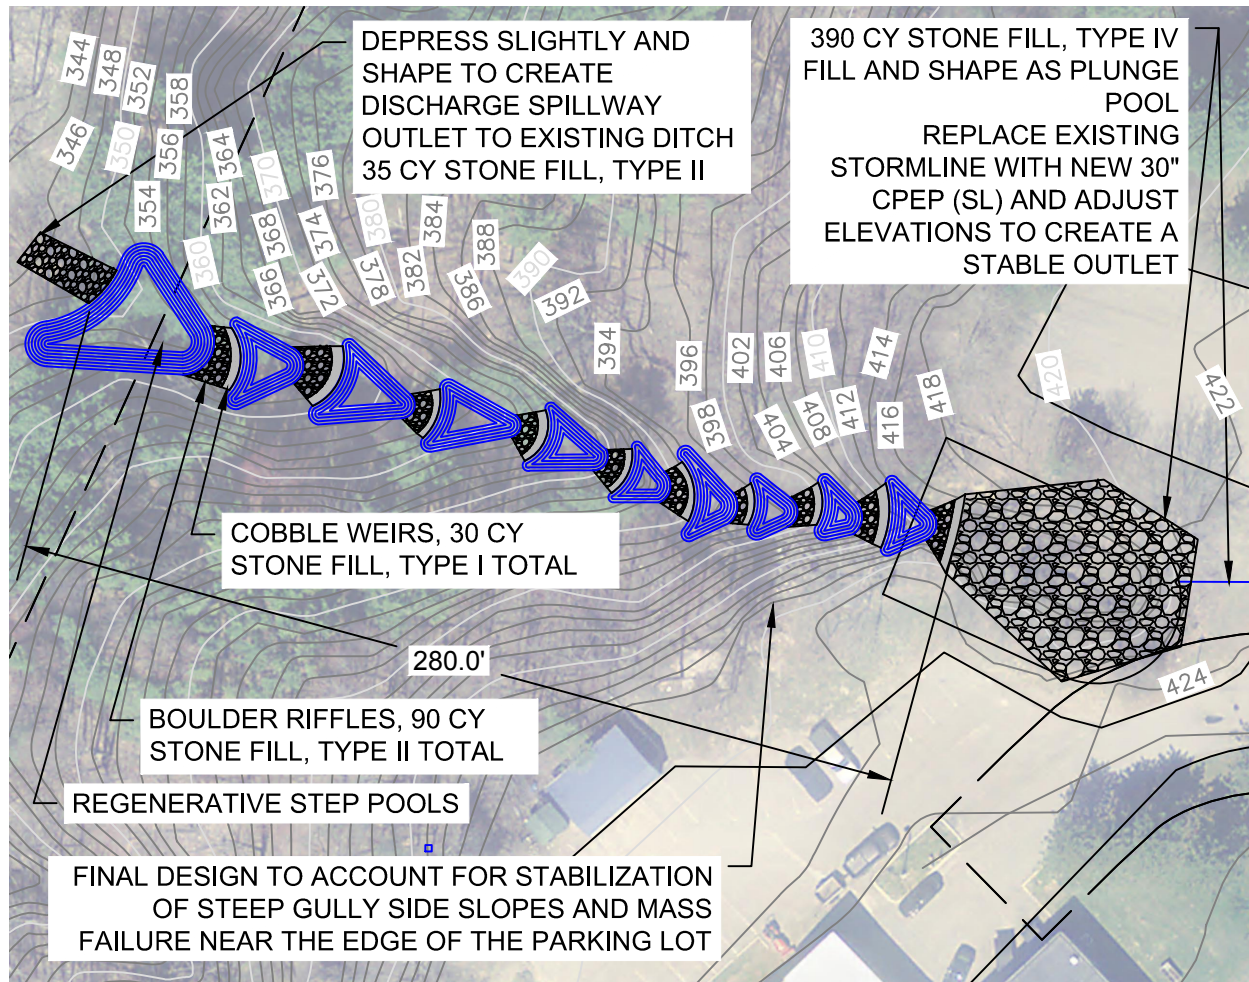 DEPRESS SLIGHTLY AND
SHAPE TO CREATE
DISCHARGE SPILLWAY
OUTLET TO EXISTING DITCH
35 CY STONE FILL, TYPE II
390 CY STONE FILL, TYPE IV
FILL AND SHAPE AS PLUNGE
POOL
REPLACE EXISTING
STORMLINE WITH NEW 30"
CPEP (SL) AND ADJUST
ELEVATIONS TO CREATE A
STABLE OUTLET
344
348
352
358
346
350
356
354
364
362
360
370
368
366
376
374
372
380
378
384
382
388
386
390
392
394
396
398
402
404
406
408
410
412
414
416
418
420
422
424
COBBLE WEIRS, 30 CY
STONE FILL, TYPE I TOTAL
280.0'
BOULDER RIFFLES, 90 CY
STONE FILL, TYPE II TOTAL
REGENERATIVE STEP POOLS
FINAL DESIGN TO ACCOUNT FOR STABILIZATION
OF STEEP GULLY SIDE SLOPES AND MASS
FAILURE NEAR THE EDGE OF THE PARKING LOT